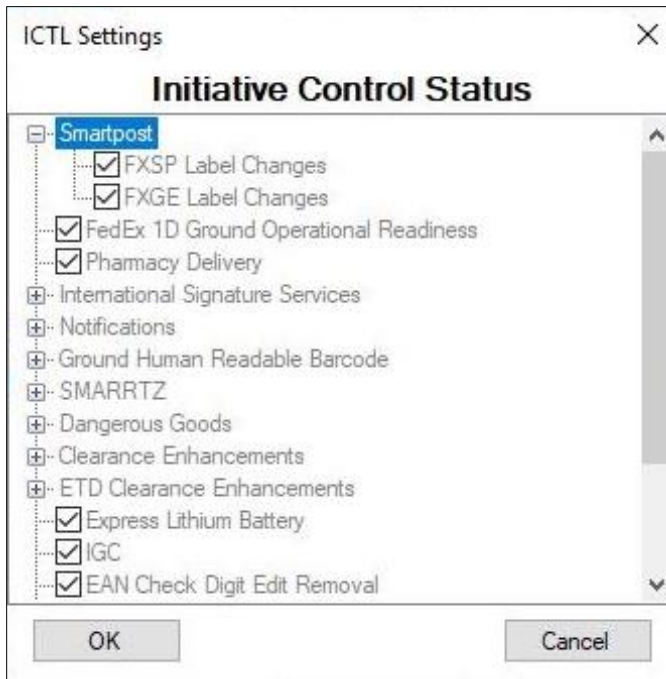 ICTL Settings
Initiative Control Status
Smartpost
FXSP Label Changes
FXGE Label Changes
FedEx 1D Ground Operational Readiness
Pharmacy Delivery
International Signature Services
Notifications
Ground Human Readable Barcode
SMARRTZ
Dangerous Goods
Clearance Enhancements
ETD Clearance Enhancements
Express Lithium Battery
IGC
EAN Check Digit Edit Removal
OK Cancel